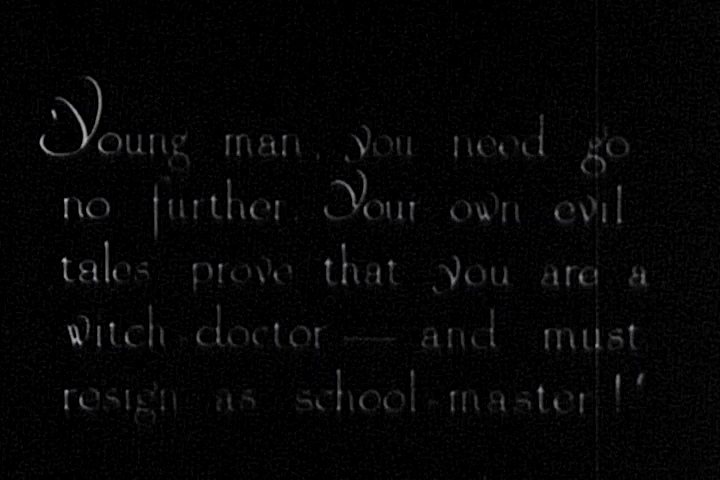 Young man, you need go
no further. Your own evil
tales prove that you are a
witch-doctor — and must
resign as school-master!"